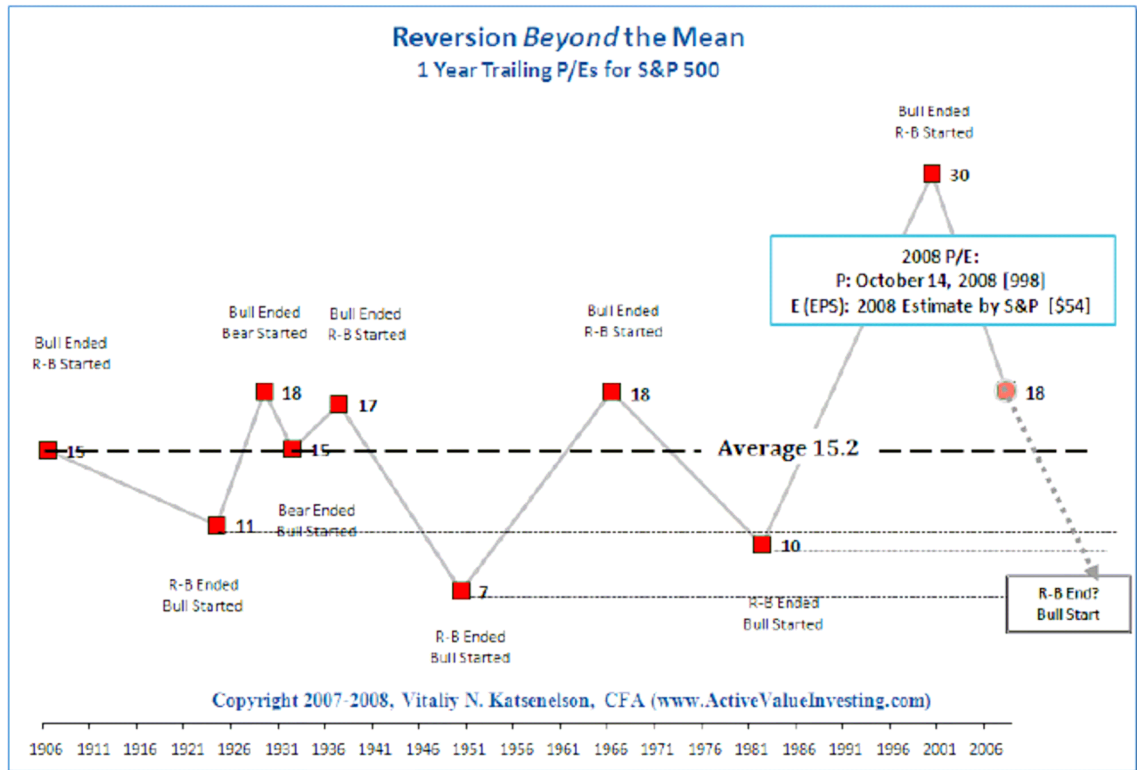 Reversion Beyond the Mean
1 Year Trailing P/Es for S&P 500
Bull Ended
R-B Started
30
2008 P/E:
P: October 14, 2008 [998]
E (EPS): 2008 Estimate by S&P [$54]
Bull Ended
Bear Started
Bull Ended
R-B Started
Bull Ended
R-B Started
Bull Ended
R-B Started
18
17
18
18
15
15
Average 15.2
11
Bear Ended
Bull Started
10
7
R-B Ended
Bull Started
R-B Ended
Bull Started
R-B Ended
Bull Started
R-B End?
Bull Start
Copyright 2007-2008, Vitaliy N. Katsenelson, CFA (www.ActiveValueInvesting.com)
1906 1911 1916 1921 1926 1931 1936 1941 1946 1951 1956 1961 1966 1971 1976 1981 1986 1991 1996 2001 2006